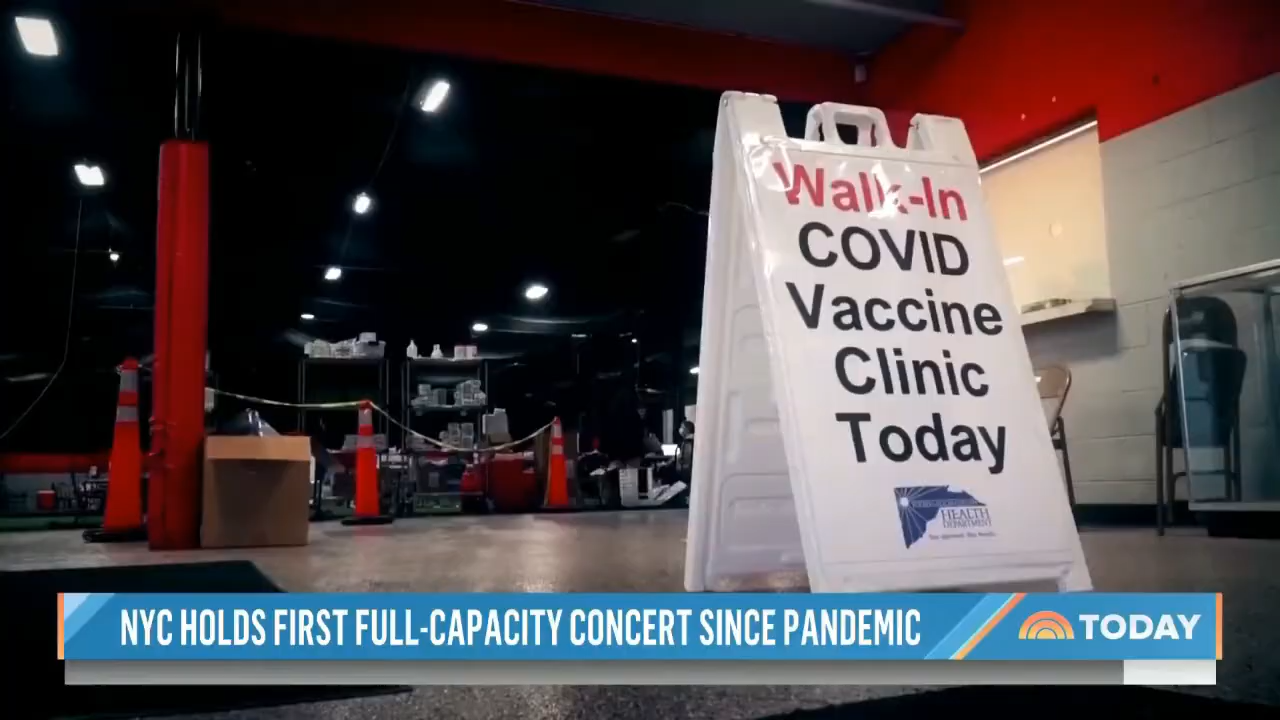 Walk-In
COVID
Vaccine
Clinic
Today
HEALTH
DEPARTMENT
NYC HOLDS FIRST FULL-CAPACITY CONCERT SINCE PANDEMIC
TODAY